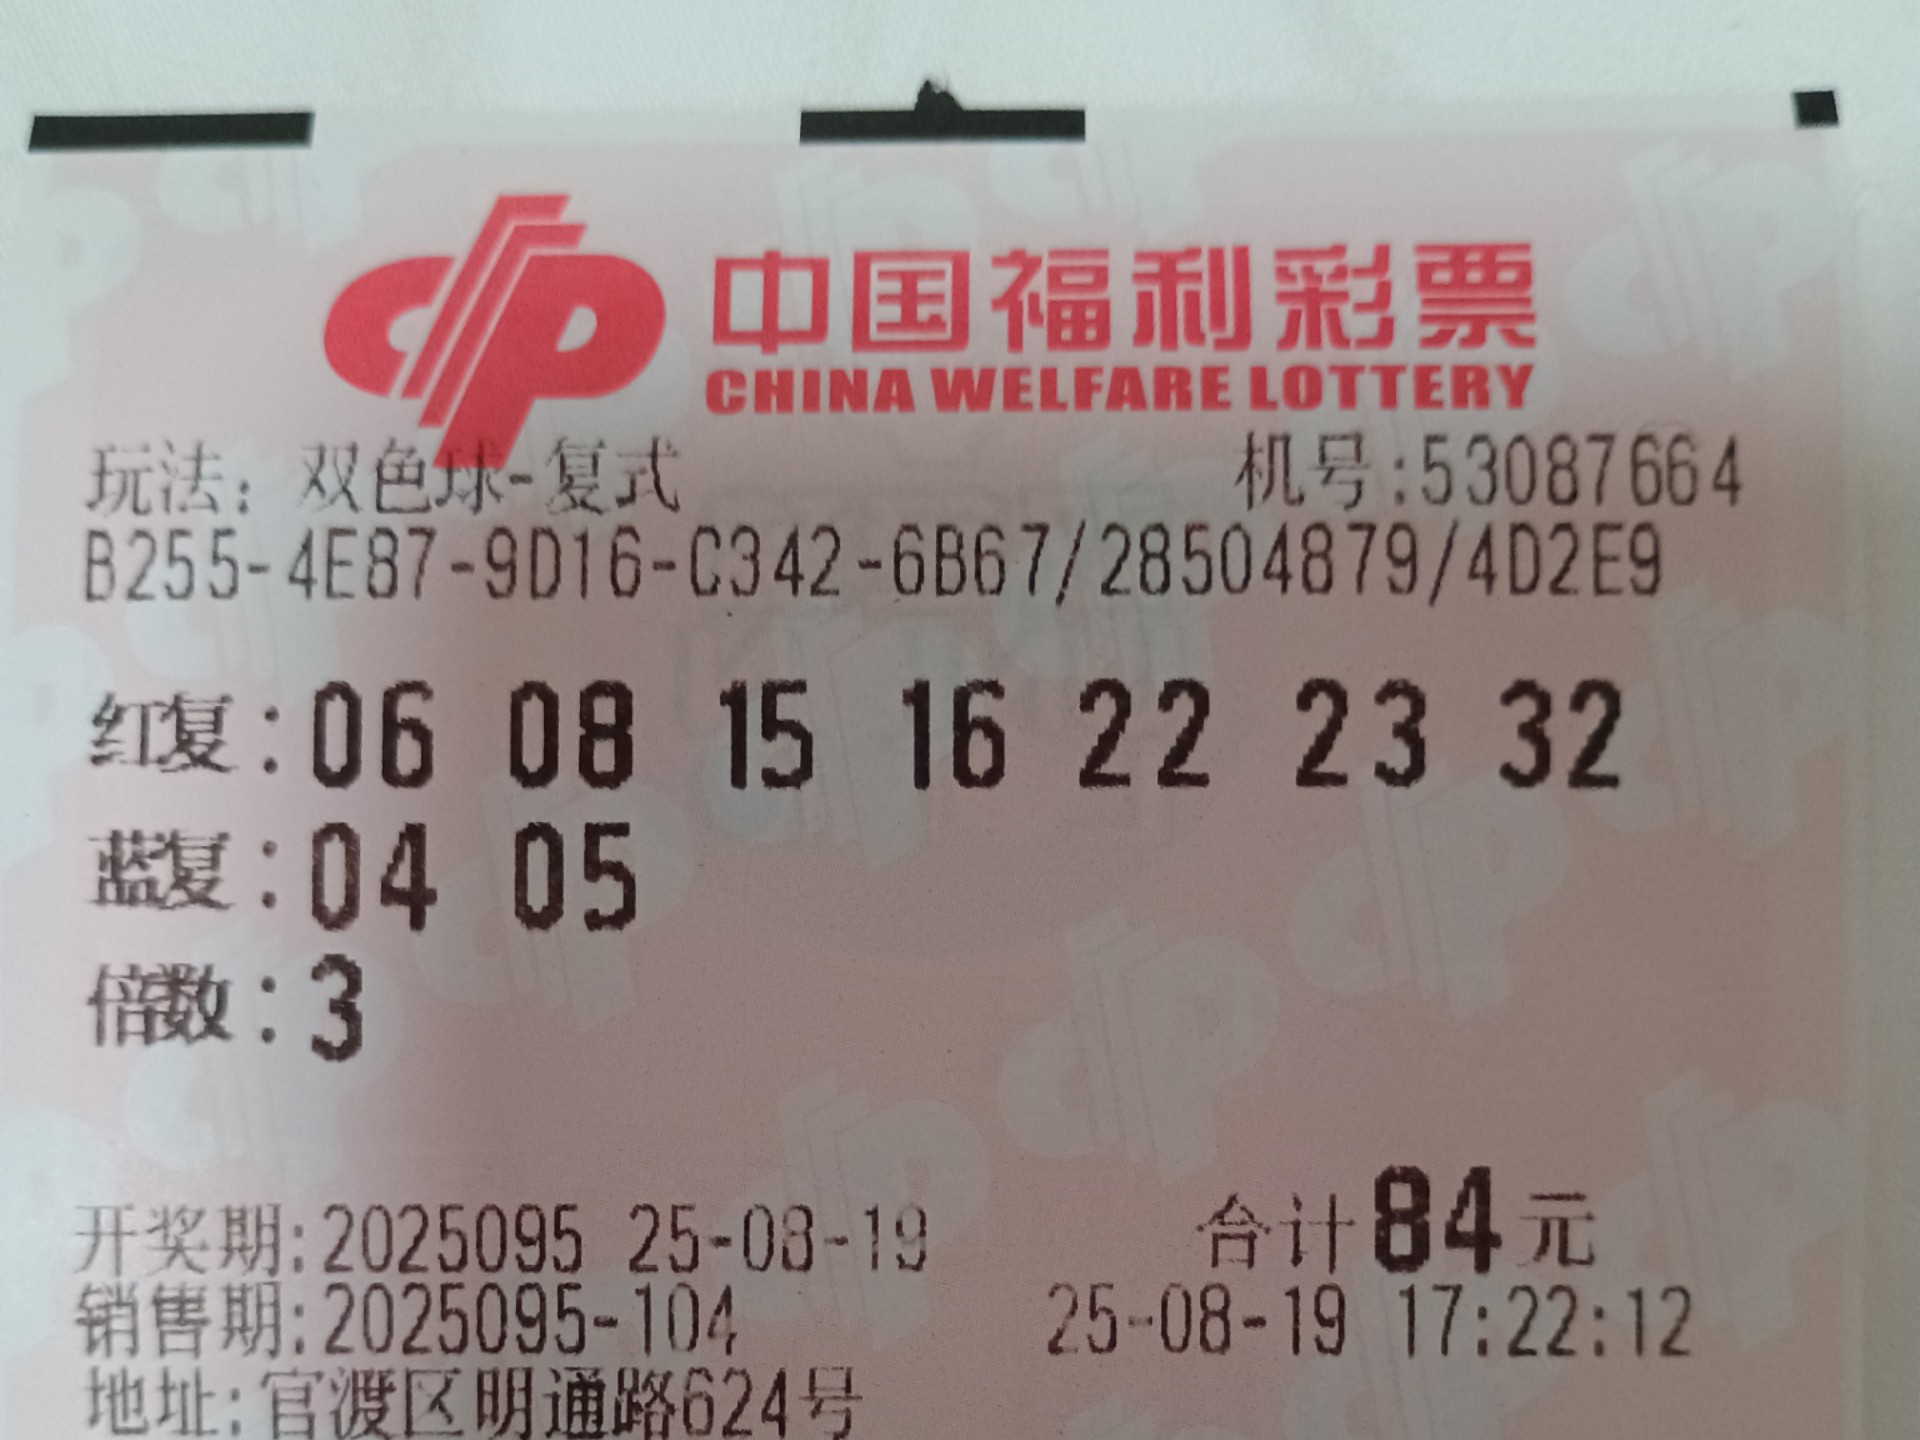 中国福利彩票
CHINA WELFARE LOTTERY
玩法：双色球-复式 机号:53087664
B255-4E87-9D16-C342-6B67/28504879/4D2E9
红复:06 08 15 16 22 23 32
蓝复:04 05
倍数:3
开奖期:2025095 25-08-19 合计84元
销售期:2025095-104 25-08-19 17:22:12
地址:官渡区明通路624号